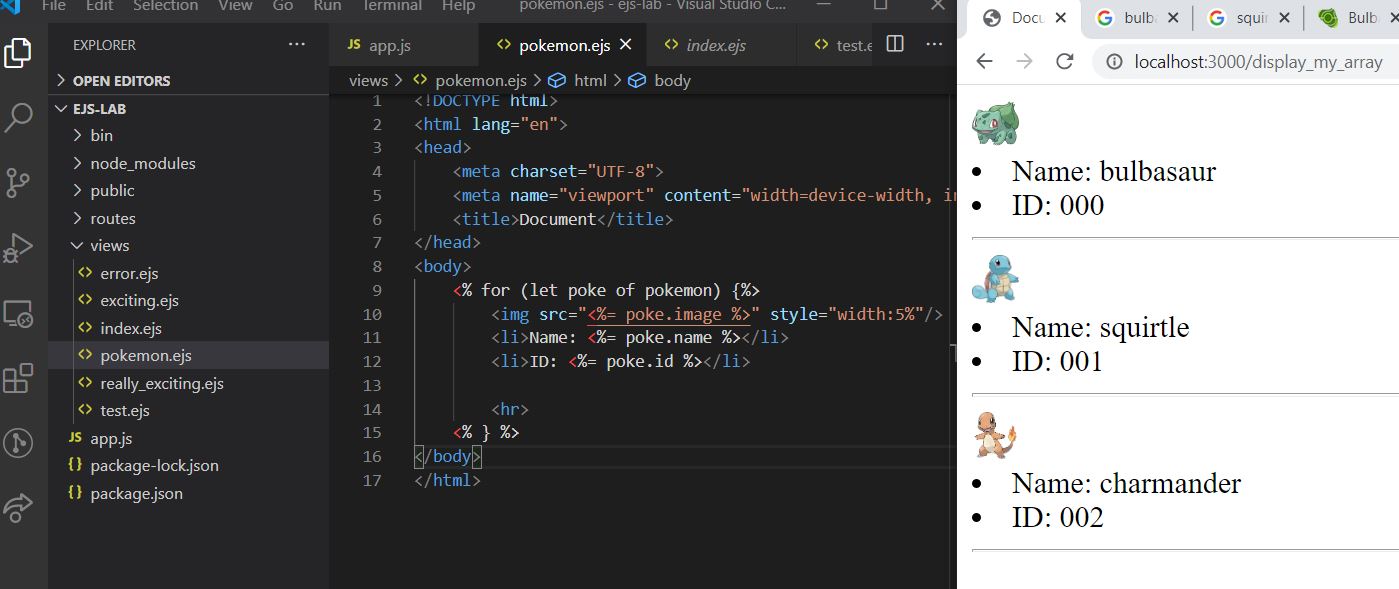 File Edit Selection View Go Run Terminal Help pokemon.ejs - ejs-lab - Visual Studio C...
EXPLORER
OPEN EDITORS
EJS-LAB
bin
node_modules
public
routes
views
error.ejs
exciting.ejs
index.ejs
pokemon.ejs
really_exciting.ejs
test.ejs
JS app.js
{} package-lock.json
{} package.json
JS app.js <> pokemon.ejs <> index.ejs <> test.e
views > <> pokemon.ejs > html > body
1 <!DOCTYPE html>
2 <html lang="en">
3 <head>
4 <meta charset="UTF-8">
5 <meta name="viewport" content="width=device-width, in
6 <title>Document</title>
7 </head>
8 <body>
9 <% for (let poke of pokemon) {%>
10 <img src="<%= poke.image %>" style="width:5%"/>
11 <li>Name: <%= poke.name %></li>
12 <li>ID: <%= poke.id %></li>
13
14 <hr>
15 <% } %>
16 </body>
17 </html>
Docu bulb squir Bulb
localhost:3000/display_my_array
Name: bulbasaur
ID: 000
Name: squirtle
ID: 001
Name: charmander
ID: 002